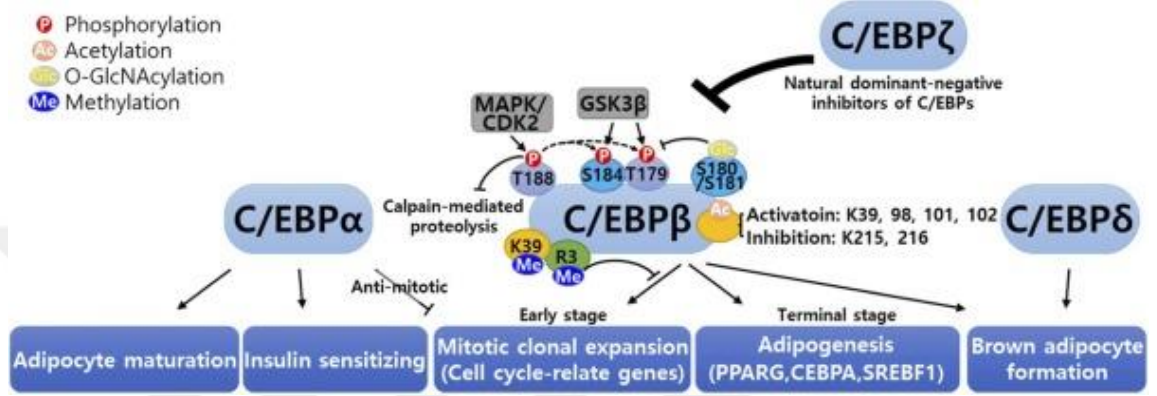 P Phosphorylation
Ac Acetylation
Glc O-GlcNAcylation
Me Methylation
C/EBPζ
Natural dominant-negative
inhibitors of C/EBPs
MAPK/
CDK2
GSK3β
P
P
P
Glc
T188
S184
T179
S180
/S181
Calpain-mediated
proteolysis
C/EBPα
C/EBPβ
Ac
Activatoin: K39, 98, 101, 102
Inhibition: K215, 216
C/EBPδ
K39
Me
R3
Me
Anti-mitotic
Early stage
Terminal stage
Adipocyte maturation
Insulin sensitizing
Mitotic clonal expansion
(Cell cycle-relate genes)
Adipogenesis
(PPARG,CEBPA,SREBF1)
Brown adipocyte
formation